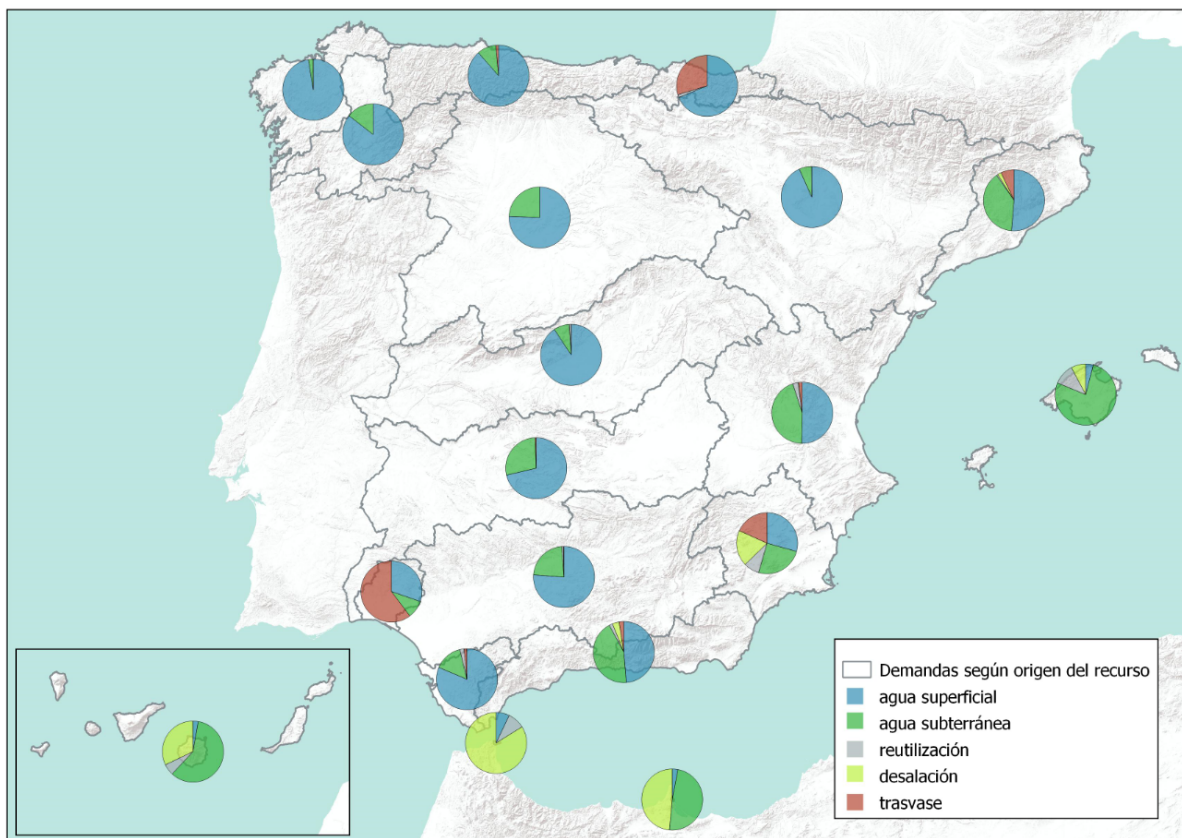 Demandas según origen del recurso
agua superficial
agua subterránea
reutilización
desalación
trasvase